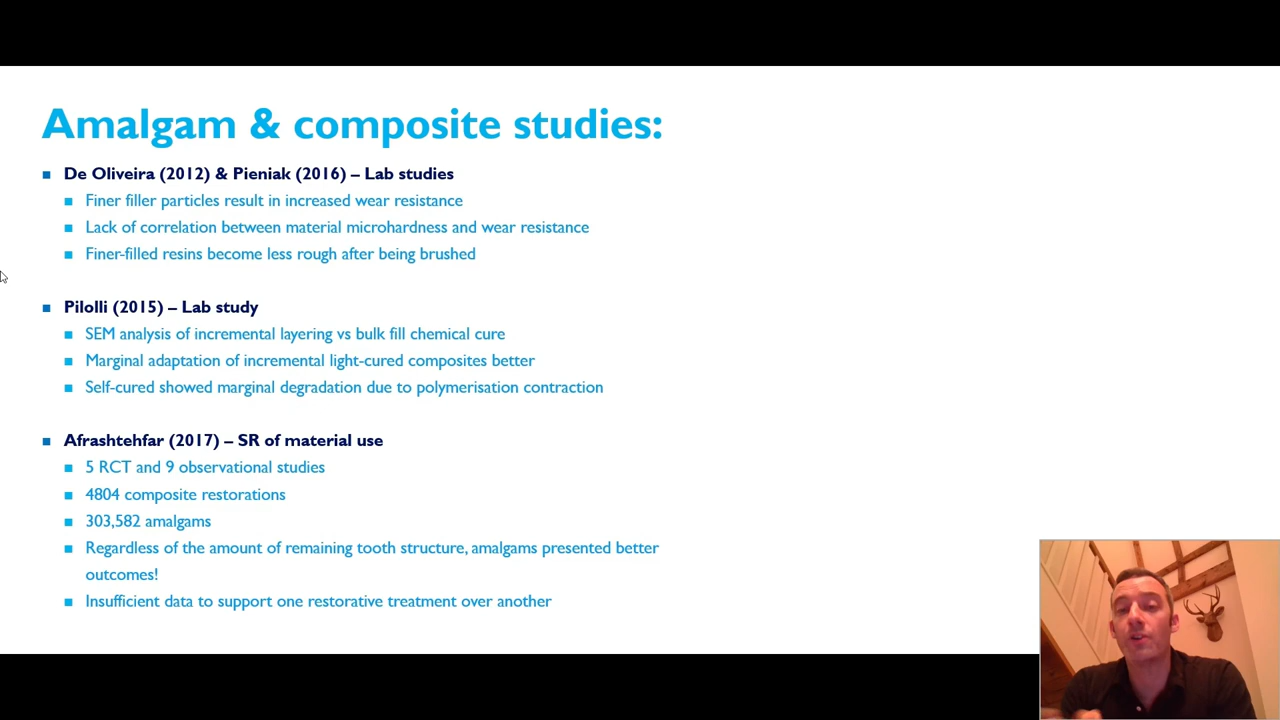 Amalgam & composite studies:
De Oliveira (2012) & Pieniak (2016) – Lab studies
Finer filler particles result in increased wear resistance
Lack of correlation between material microhardness and wear resistance
Finer-filled resins become less rough after being brushed
Pilolli (2015) – Lab study
SEM analysis of incremental layering vs bulk fill chemical cure
Marginal adaptation of incremental light-cured composites better
Self-cured showed marginal degradation due to polymerisation contraction
Afrashtehfar (2017) – SR of material use
5 RCT and 9 observational studies
4804 composite restorations
303,582 amalgams
Regardless of the amount of remaining tooth structure, amalgams presented better
outcomes!
Insufficient data to support one restorative treatment over another